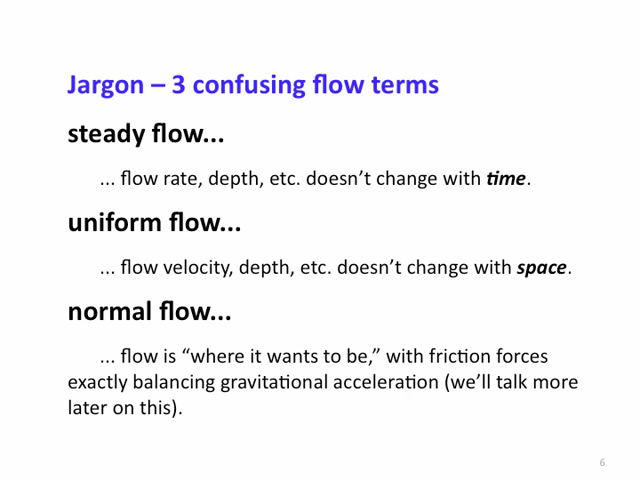 Jargon – 3 confusing flow terms
steady flow...
... flow rate, depth, etc. doesn’t change with time.
uniform flow...
... flow velocity, depth, etc. doesn’t change with space.
normal flow...
... flow is “where it wants to be,” with friction forces
exactly balancing gravitational acceleration (we’ll talk more
later on this).
6